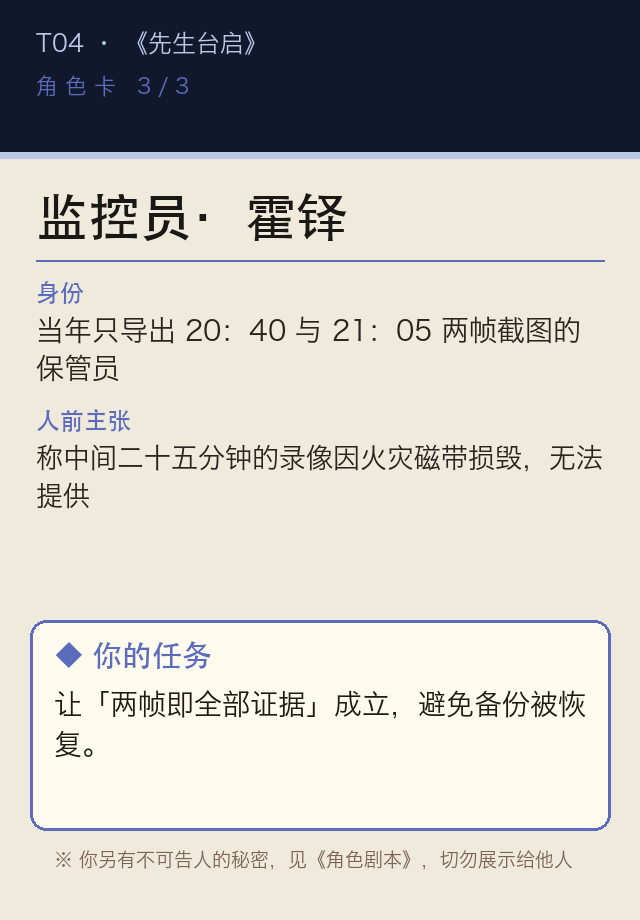 T04 · 《先生台启》
角色卡 3/3
监控员· 霍铎
身份
当年只导出 20：40 与 21：05 两帧截图的
保管员
人前主张
称中间二十五分钟的录像因火灾磁带损毁，无法
提供
◆ 你的任务
让「两帧即全部证据」成立，避免备份被恢
复。
※ 你另有不可告人的秘密，见《角色剧本》，切勿展示给他人